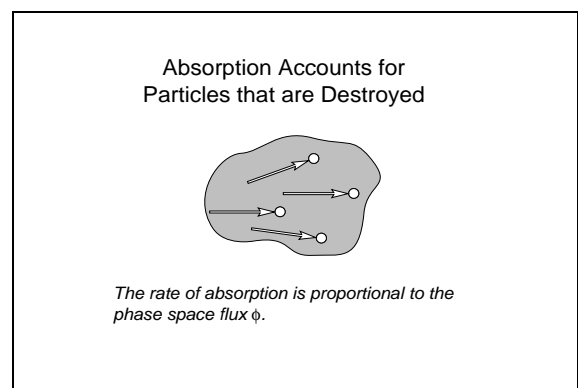 Absorption Accounts for
Particles that are Destroyed
The rate of absorption is proportional to the
phase space flux ϕ.